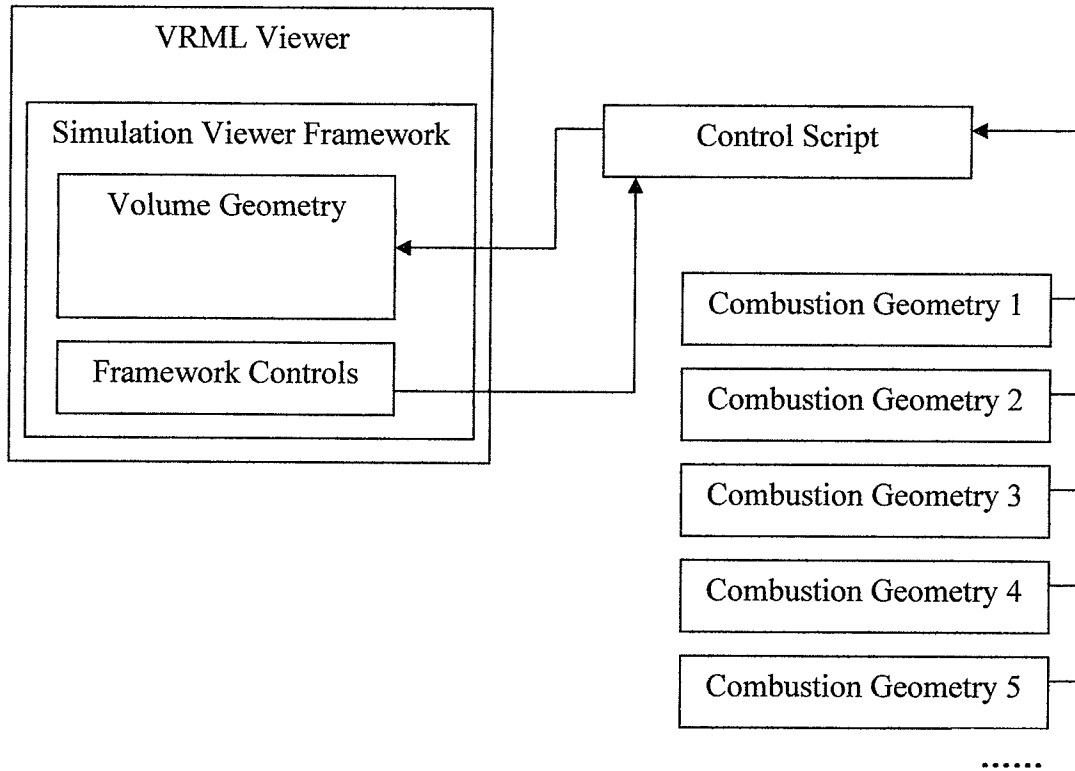 VRML Viewer
Simulation Viewer Framework
Volume Geometry
Framework Controls
Control Script
Combustion Geometry 1
Combustion Geometry 2
Combustion Geometry 3
Combustion Geometry 4
Combustion Geometry 5
......